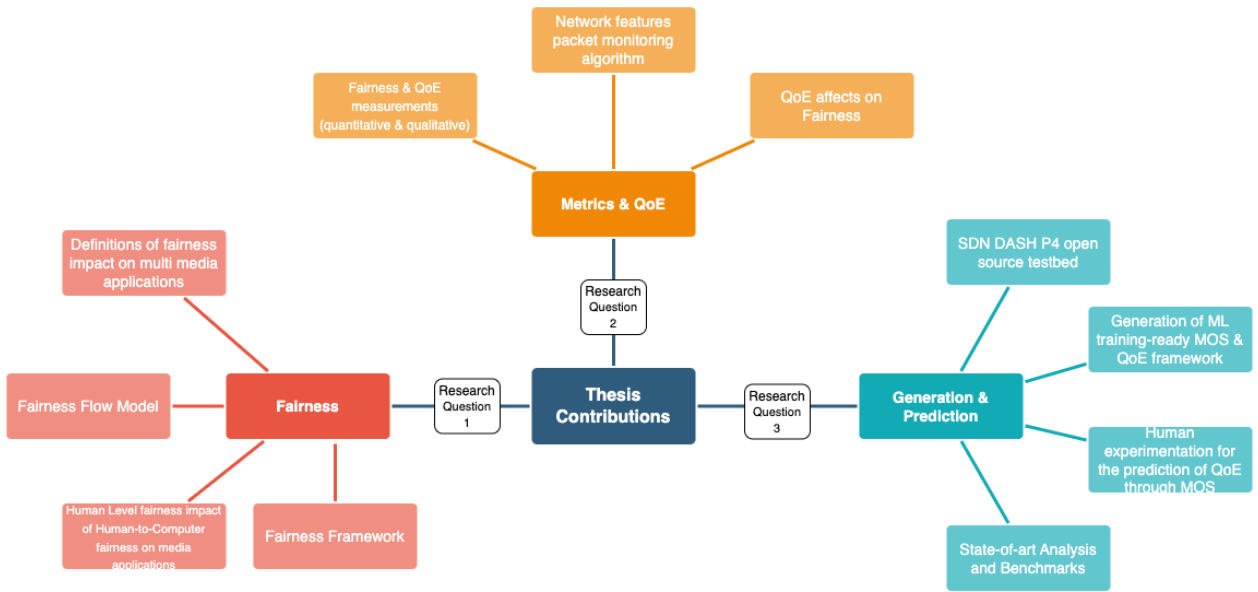 Network features
packet monitoring
algorithm
Fairness & QoE
measurements
(quantitative & qualitative)
QoE affects on
Fairness
Metrics & QoE
Definitions of fairness
impact on multi media
applications
SDN DASH P4 open
source testbed
Research
Question
2
Generation of ML
training-ready MOS &
QoE framework
Fairness Flow Model
Fairness
Research
Question
1
Thesis
Contributions
Research
Question
3
Generation &
Prediction
Human
experimentation for
the prediction of QoE
through MOS
Human Level fairness impact
of Human-to-Computer
fairness on media
applications
Fairness Framework
State-of-art Analysis
and Benchmarks